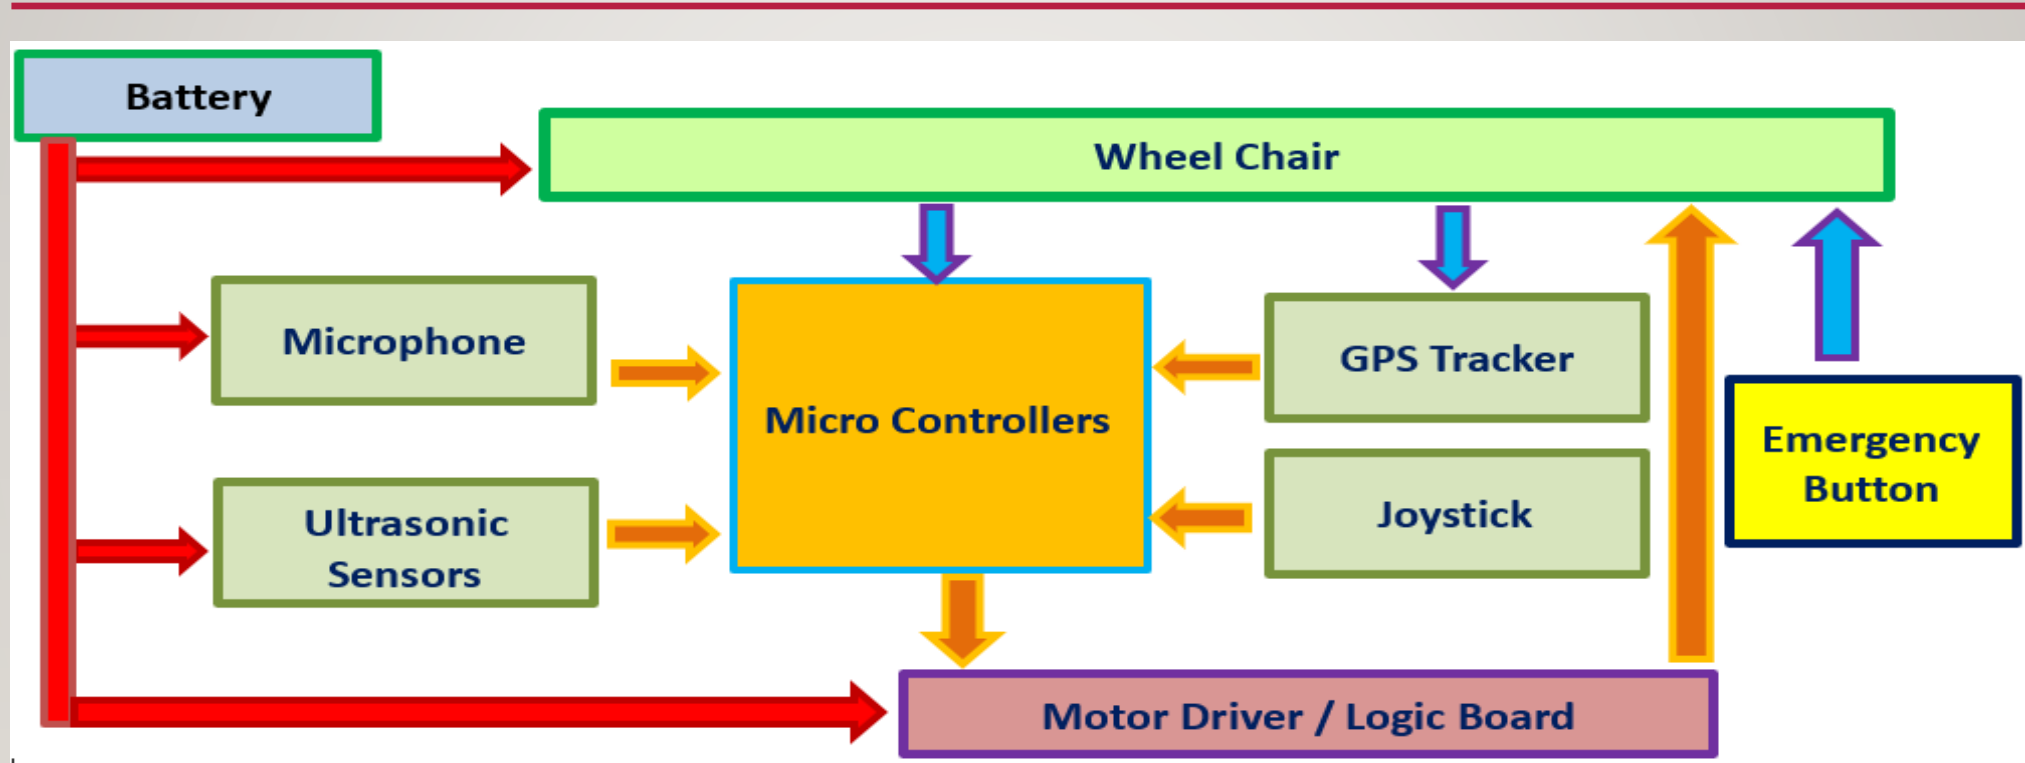 Battery
Wheel Chair
Microphone
Micro Controllers
GPS Tracker
Emergency
Button
Ultrasonic
Sensors
Joystick
Motor Driver / Logic Board